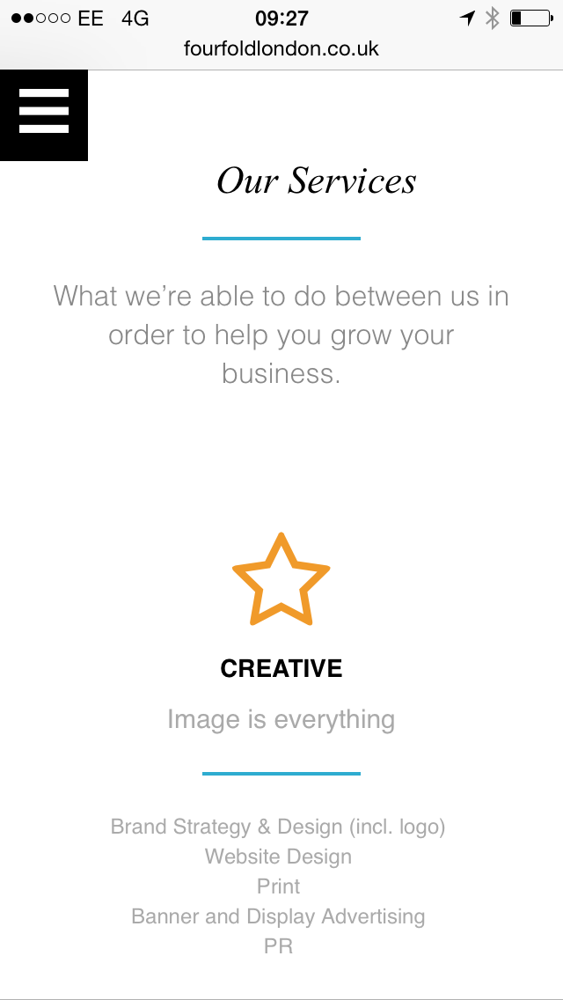 EE 4G 09:27
fourfoldlondon.co.uk
Our Services
What we’re able to do between us in
order to help you grow your
business.
CREATIVE
Image is everything
Brand Strategy & Design (incl. logo)
Website Design
Print
Banner and Display Advertising
PR